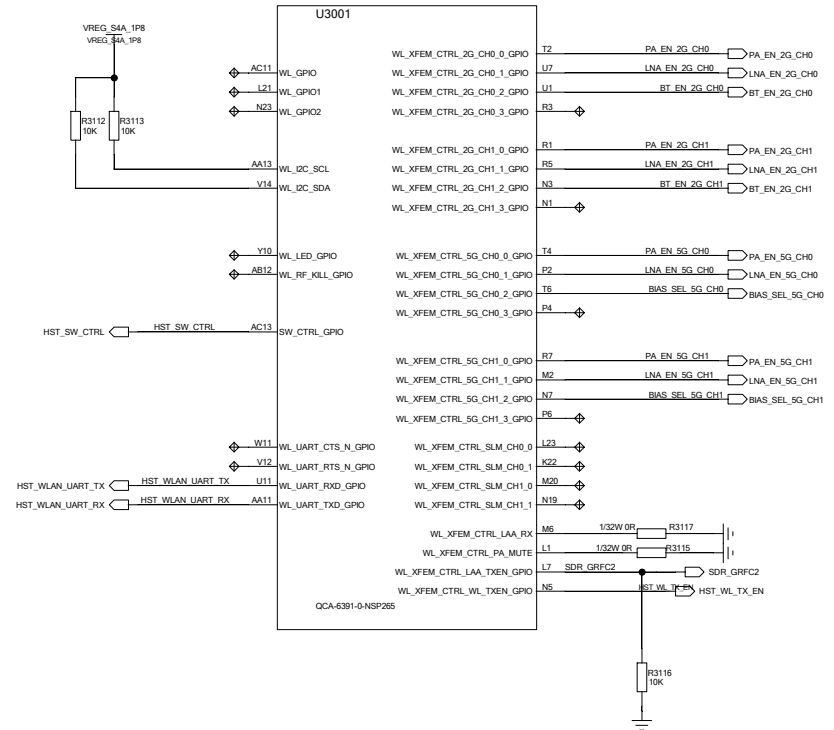 U3001
VREG_S4A_1P8
VREG_S4A_1P8
R3112
10K
R3113
10K
AC11 WL_GPIO
L21 WL_GPIO1
N23 WL_GPIO2
AA13 WL_I2C_SCL
V14 WL_I2C_SDA
Y10 WL_LED_GPIO
AB12 WL_RF_KILL_GPIO
HST_SW_CTRL HST_SW_CTRL AC13 SW_CTRL_GPIO
W11 WL_UART_CTS_N_GPIO
V12 WL_UART_RTS_N_GPIO
HST_WLAN_UART_TX HST_WLAN_UART_TX U11 WL_UART_RXD_GPIO
HST_WLAN_UART_RX HST_WLAN_UART_RX AA11 WL_UART_TXD_GPIO
WL_XFEM_CTRL_2G_CH0_0_GPIO T2 PA_EN_2G_CH0 PA_EN_2G_CH0
WL_XFEM_CTRL_2G_CH0_1_GPIO U7 LNA_EN_2G_CH0 LNA_EN_2G_CH0
WL_XFEM_CTRL_2G_CH0_2_GPIO U1 BT_EN_2G_CH0 BT_EN_2G_CH0
WL_XFEM_CTRL_2G_CH0_3_GPIO R3
WL_XFEM_CTRL_2G_CH1_0_GPIO R1 PA_EN_2G_CH1 PA_EN_2G_CH1
WL_XFEM_CTRL_2G_CH1_1_GPIO R5 LNA_EN_2G_CH1 LNA_EN_2G_CH1
WL_XFEM_CTRL_2G_CH1_2_GPIO N3 BT_EN_2G_CH1 BT_EN_2G_CH1
WL_XFEM_CTRL_2G_CH1_3_GPIO N1
WL_XFEM_CTRL_5G_CH0_0_GPIO T4 PA_EN_5G_CH0 PA_EN_5G_CH0
WL_XFEM_CTRL_5G_CH0_1_GPIO P2 LNA_EN_5G_CH0 LNA_EN_5G_CH0
WL_XFEM_CTRL_5G_CH0_2_GPIO T6 BIAS_SEL_5G_CH0 BIAS_SEL_5G_CH0
WL_XFEM_CTRL_5G_CH0_3_GPIO P4
WL_XFEM_CTRL_5G_CH1_0_GPIO R7 PA_EN_5G_CH1 PA_EN_5G_CH1
WL_XFEM_CTRL_5G_CH1_1_GPIO M2 LNA_EN_5G_CH1 LNA_EN_5G_CH1
WL_XFEM_CTRL_5G_CH1_2_GPIO N7 BIAS_SEL_5G_CH1 BIAS_SEL_5G_CH1
WL_XFEM_CTRL_5G_CH1_3_GPIO P6
WL_XFEM_CTRL_SLM_CH0_0 L23
WL_XFEM_CTRL_SLM_CH0_1 K22
WL_XFEM_CTRL_SLM_CH1_0 M20
WL_XFEM_CTRL_SLM_CH1_1 N19
WL_XFEM_CTRL_LAA_RX M6 1/32W 0R R3117
WL_XFEM_CTRL_PA_MUTE L1 1/32W 0R R3115
WL_XFEM_CTRL_LAA_TXEN_GPIO L7 SDR_GRFC2 SDR_GRFC2
WL_XFEM_CTRL_WL_TXEN_GPIO N5 HST_WL_TX_EN HST_WL_TX_EN
QCA-6391-0-NSP265
R3116
10K